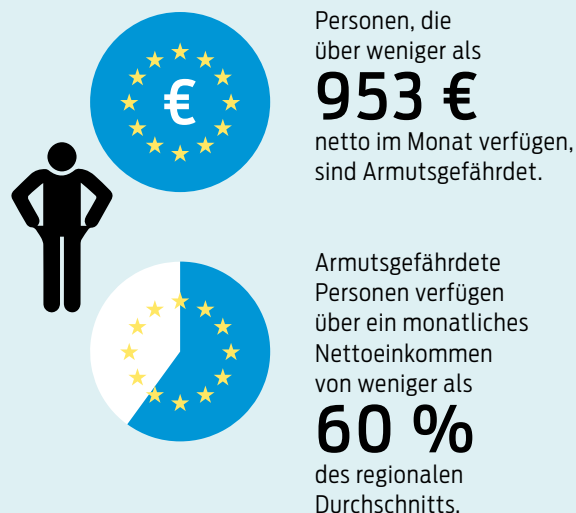 €
Personen, die
über weniger als
953 €
netto im Monat verfügen,
sind Armutsgefährdet.
Armutsgefährdete
Personen verfügen
über ein monatliches
Nettoeinkommen
von weniger als
60 %
des regionalen
Durchschnitts.